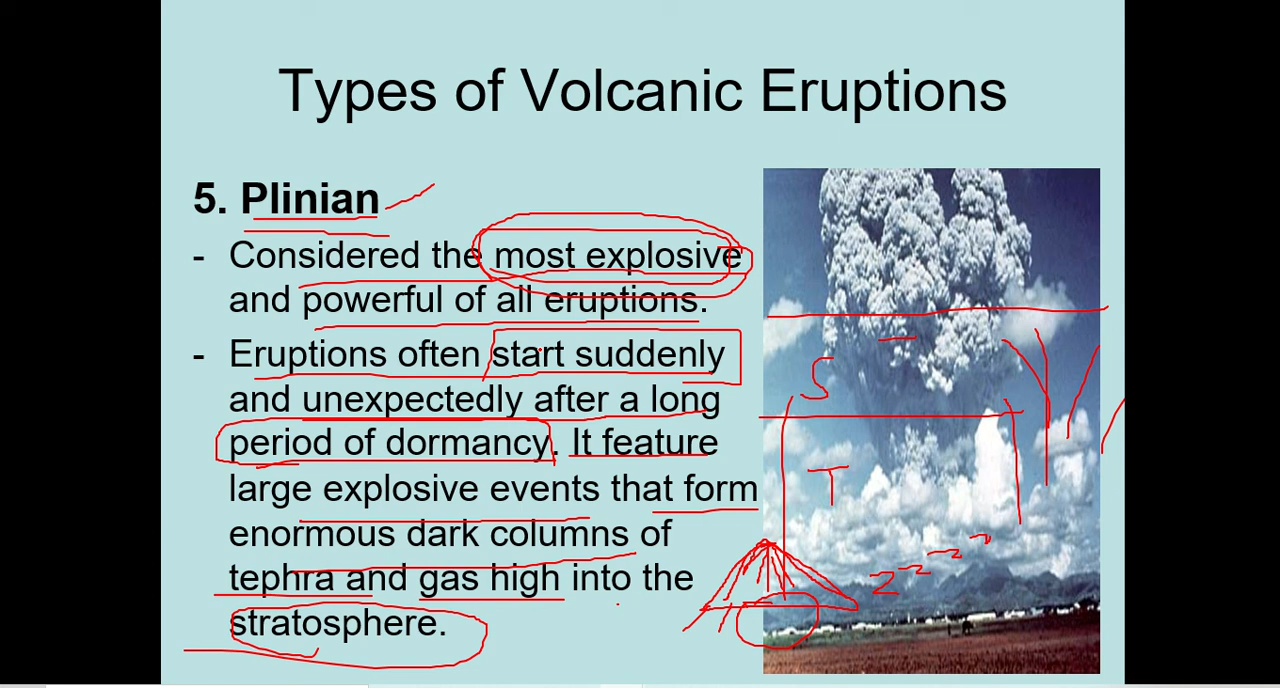 Types of Volcanic Eruptions
5. Plinian
- Considered the most explosive
and powerful of all eruptions.
- Eruptions often start suddenly
and unexpectedly after a long
period of dormancy. It feature
large explosive events that form
enormous dark columns of
tephra and gas high into the
stratosphere.
S
T